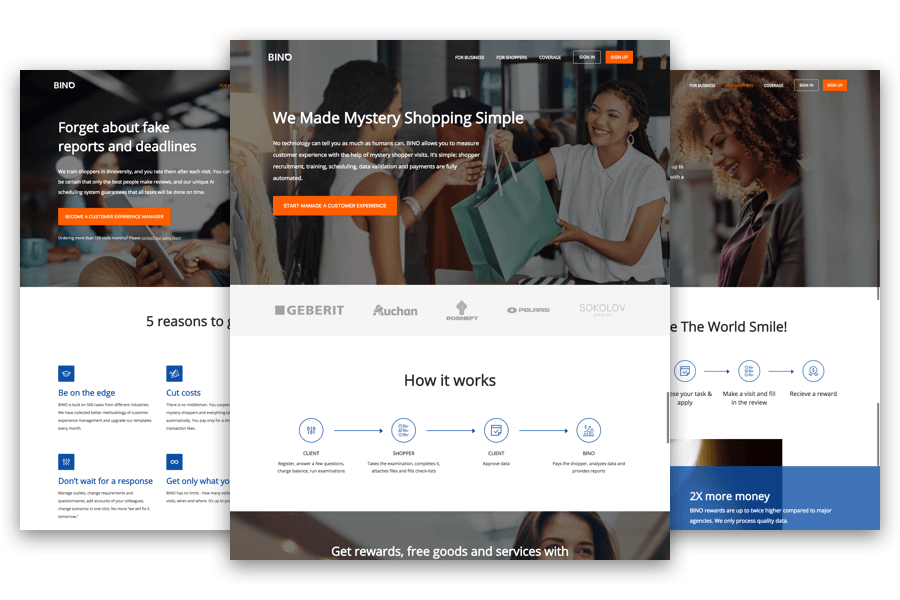 BINO
FOR BUSINESS
FOR SHOPPERS
COVERAGE
SIGN IN
SIGN UP
We Made Mystery Shopping Simple
No technology can tell you as much as humans can. BINO allows you to measure
customer experience with the help of mystery shopper visits. It's simple: shopper
recruitment, training, scheduling, data validation and payments are fully
automated.
START MANAGE A CUSTOMER EXPERIENCE
GEBERIT
Auchan
ROSNEFT
POLARIS
SOKOLOV
How it works
CLIENT
Register, answer a few questions,
charge balance, run examinations
SHOPPER
Takes the examination, completes it,
attaches files and fills check-lists
CLIENT
Approve data
BINO
Pays the shopper, analyzes data and
provides reports
Get rewards, free goods and services with
BINO
Forget about fake
reports and deadlines
We train shoppers in Binoversity, and you rate them after each visit. You can
be certain that only the best people make reviews, and our unique AI
scheduling system guarantees that all tasks will be done on time.
BECOME A CUSTOMER EXPERIENCE MANAGER
Ordering more than 100 visits monthly? Please contact our sales team
5 reasons to
Be on the edge
BINO is built on 500 cases from different industries.
We have collected better methodology of customer
experience management and upgrade our templates
every month.
Cut costs
There is no middleman. You cooper
mystery shoppers and everything is
automatically. You pay only for a
transaction fees.
Don't wait for a response
Manage outlets, change requirements and
questionnaires, add accounts of your colleagues,
change scenarios in one click. No more "we will fix it
tomorrow."
Get only what yo
BINO has no limits - how many visit
visits, when and where. It's up to yo
FOR BUSINESS
FOR SHOPPERS
COVERAGE
SIGN IN
SIGN UP
up to
with a
e The World Smile!
ose your task &
apply
Make a visit and fill
in the review
Recieve a reward
2X more money
BINO rewards are up to twice higher compared to major
agencies. We only process quality data.